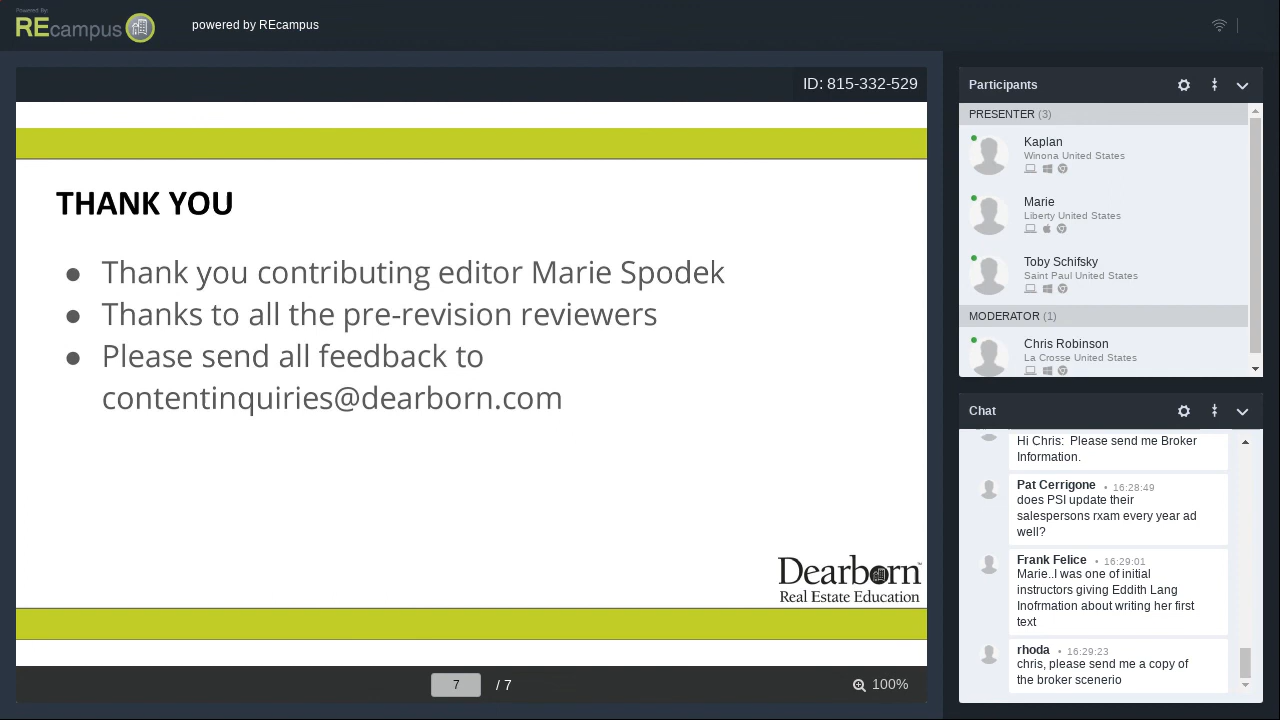 Powered By:
REcampus
powered by REcampus
ID: 815-332-529
THANK YOU
● Thank you contributing editor Marie Spodek
● Thanks to all the pre-revision reviewers
● Please send all feedback to
contentinquiries@dearborn.com
Dearborn™
Real Estate Education
7 / 7
100%
Participants
PRESENTER (3)
Kaplan
Winona United States
Marie
Liberty United States
Toby Schifsky
Saint Paul United States
MODERATOR (1)
Chris Robinson
La Crosse United States
Chat
Hi Chris: Please send me Broker
Information.
Pat Cerrigone • 16:28:49
does PSI update their
salespersons rxam every year ad
well?
Frank Felice • 16:29:01
Marie..I was one of initial
instructors giving Eddith Lang
Inofrmation about writing her first
text
rhoda • 16:29:23
chris, please send me a copy of
the broker scenerio